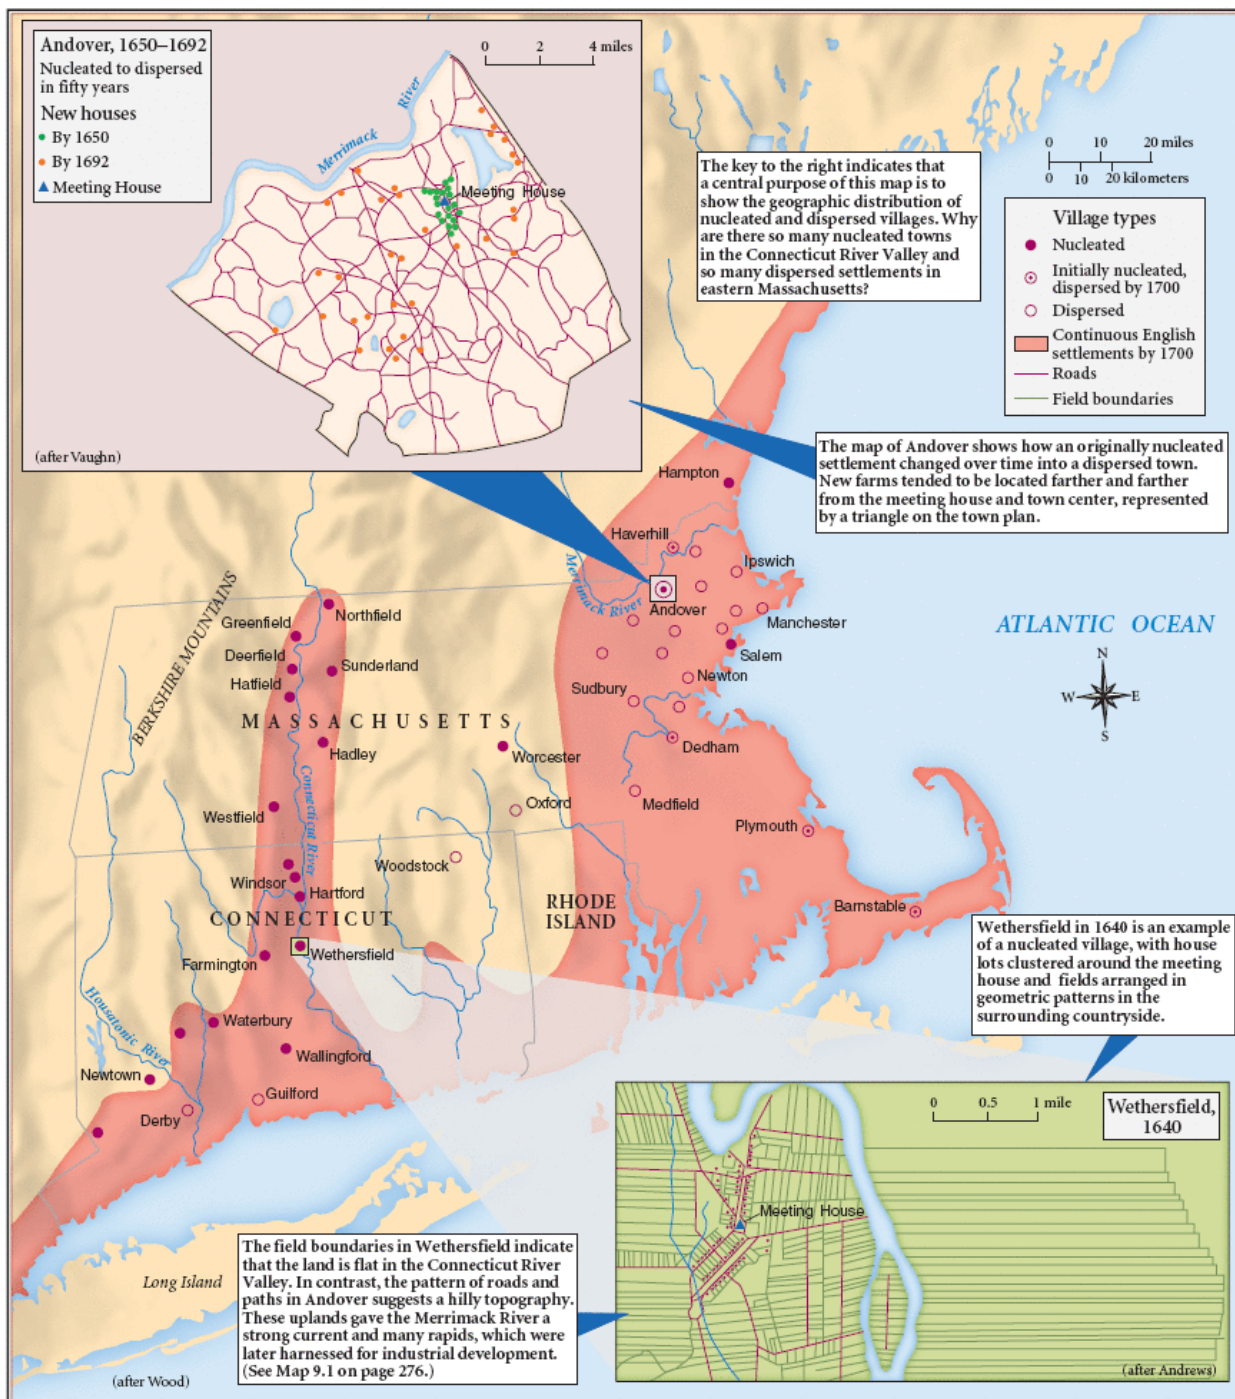 Andover, 1650–1692
Nucleated to dispersed
in fifty years
New houses
By 1650
By 1692
Meeting House
(after Vaughn)
0 2 4 miles
Merrimack
River
Meeting House
The key to the right indicates that
a central purpose of this map is to
show the geographic distribution of
nucleated and dispersed villages. Why
are there so many nucleated towns
in the Connecticut River Valley and
so many dispersed settlements in
eastern Massachusetts?
0 10 20 miles
0 10 20 kilometers
Village types
Nucleated
Initially nucleated,
dispersed by 1700
Dispersed
Continuous English
settlements by 1700
Roads
Field boundaries
The map of Andover shows how an originally nucleated
settlement changed over time into a dispersed town.
New farms tended to be located farther and farther
from the meeting house and town center, represented
by a triangle on the town plan.
Hampton
Haverhill
Ipswich
Merrimack River
Andover
Manchester
Salem
Newton
Sudbury
Dedham
Medfield
Plymouth
Barnstable
ATLANTIC OCEAN
N
W E
S
BERKSHIRE MOUNTAINS
Northfield
Greenfield
Deerfield
Sunderland
Hatfield
MASSACHUSETTS
Hadley
Worcester
Connecticut River
Oxford
Westfield
Woodstock
Windsor
Hartford
CONNECTICUT
RHODE
ISLAND
Wethersfield
Farmington
Housatonic River
Waterbury
Wallingford
Newtown
Guilford
Derby
Long Island
(after Wood)
Wethersfield in 1640 is an example
of a nucleated village, with house
lots clustered around the meeting
house and fields arranged in
geometric patterns in the
surrounding countryside.
The field boundaries in Wethersfield indicate
that the land is flat in the Connecticut River
Valley. In contrast, the pattern of roads and
paths in Andover suggests a hilly topography.
These uplands gave the Merrimack River a
strong current and many rapids, which were
later harnessed for industrial development.
(See Map 9.1 on page 276.)
0 0.5 1 mile
Wethersfield,
1640
Meeting House
(after Andrews)